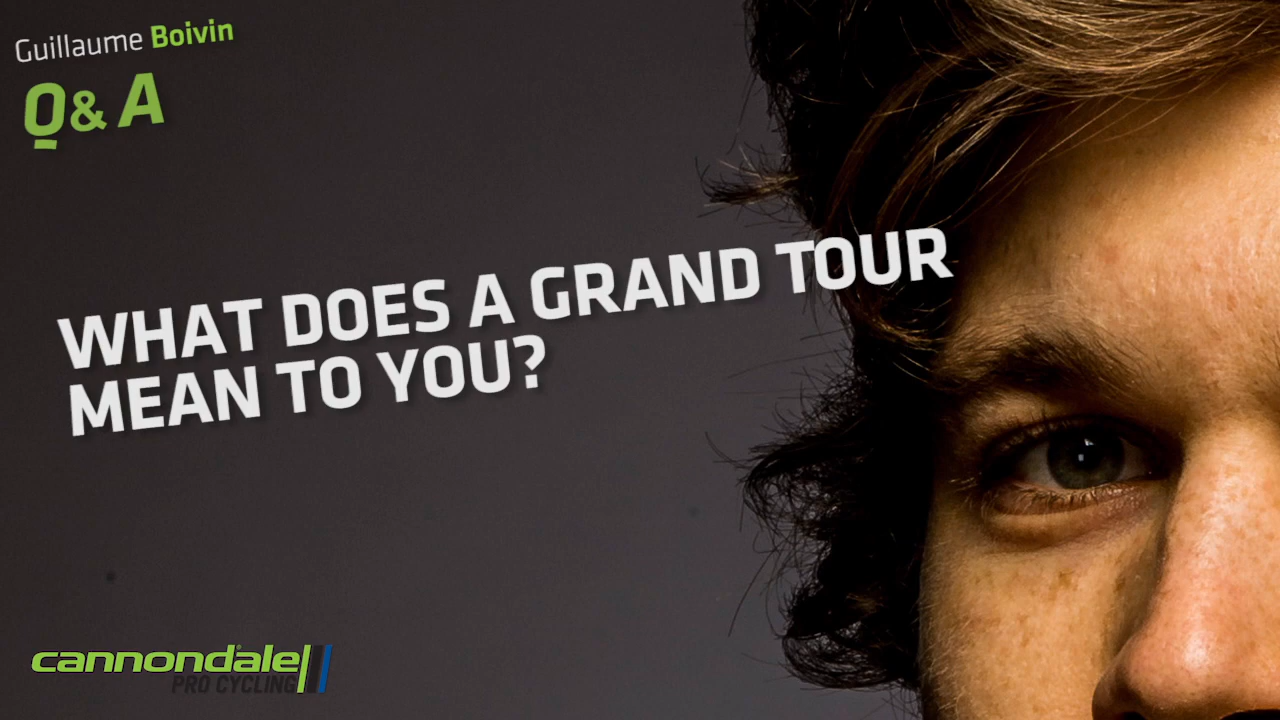 Guillaume Boivin
Q & A
WHAT DOES A GRAND TOUR
MEAN TO YOU?
cannondale
PRO CYCLING